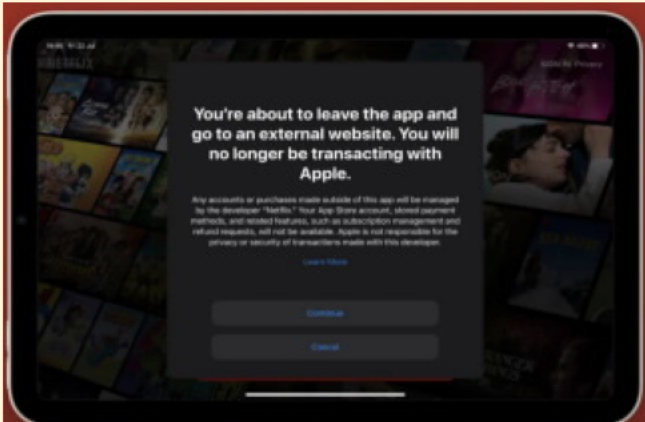 NETFLIX
SIGN IN Privacy
You're about to leave the app and
go to an external website. You will
no longer be transacting with
Apple.
Any accounts or purchases made outside of this app will be managed
by the developer "Netflix." Your App Store account, stored payment
methods, and related features, such as subscription management and
refund requests, will not be available. Apple is not responsible for the
privacy or security of transactions made with this developer.
Learn More
Continue
Cancel